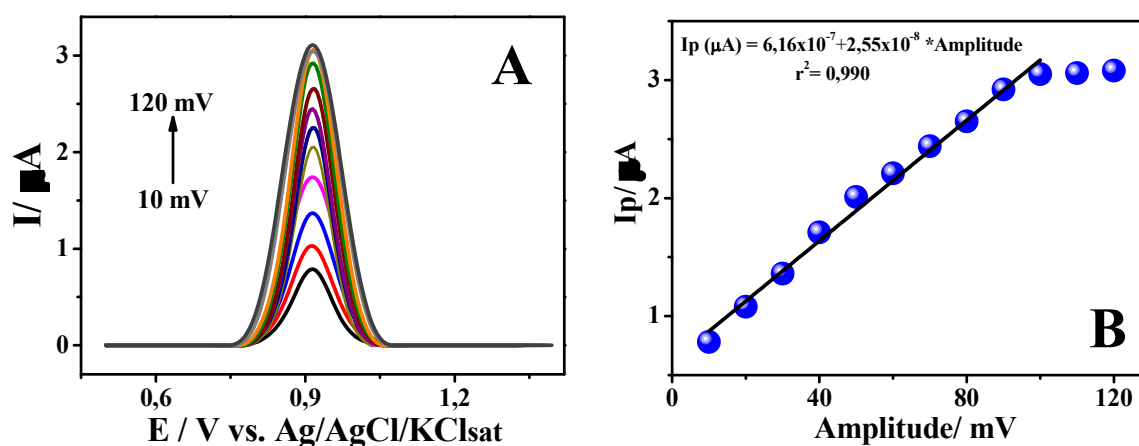 A
120 mV
10 mV
I/ μA
3
2
1
0
0,6
0,9
1,2
E / V vs. Ag/AgCl/KClsat
Ip (μA) = 6,16x10⁻⁷+2,55x10⁻⁸ *Amplitude
r²= 0,990
B
Ip/ μA
3
2
1
0
40
80
120
Amplitude/ mV